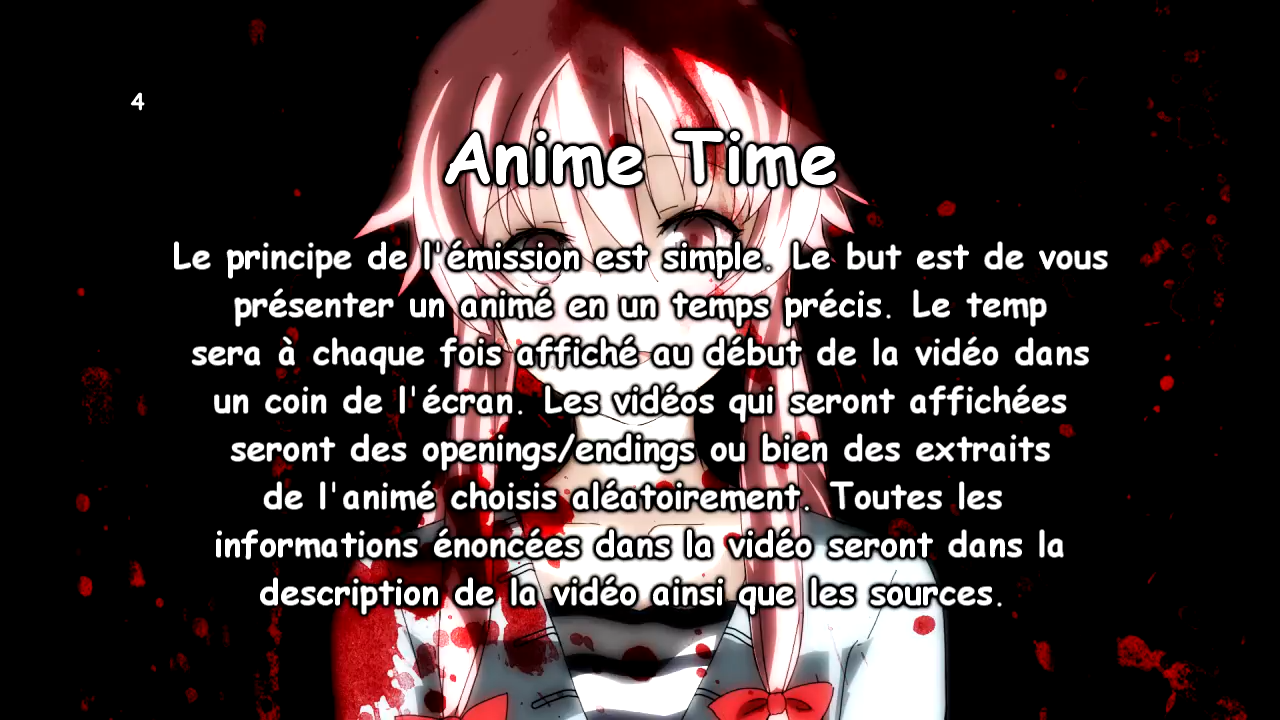 4
Anime Time
Le principe de l'émission est simple. Le but est de vous
présenter un animé en un temps précis. Le temp
sera à chaque fois affiché au début de la vidéo dans
un coin de l'écran. Les vidéos qui seront affichées
seront des openings/endings ou bien des extraits
de l'animé choisis aléatoirement. Toutes les
informations énoncées dans la vidéo seront dans la
description de la vidéo ainsi que les sources.